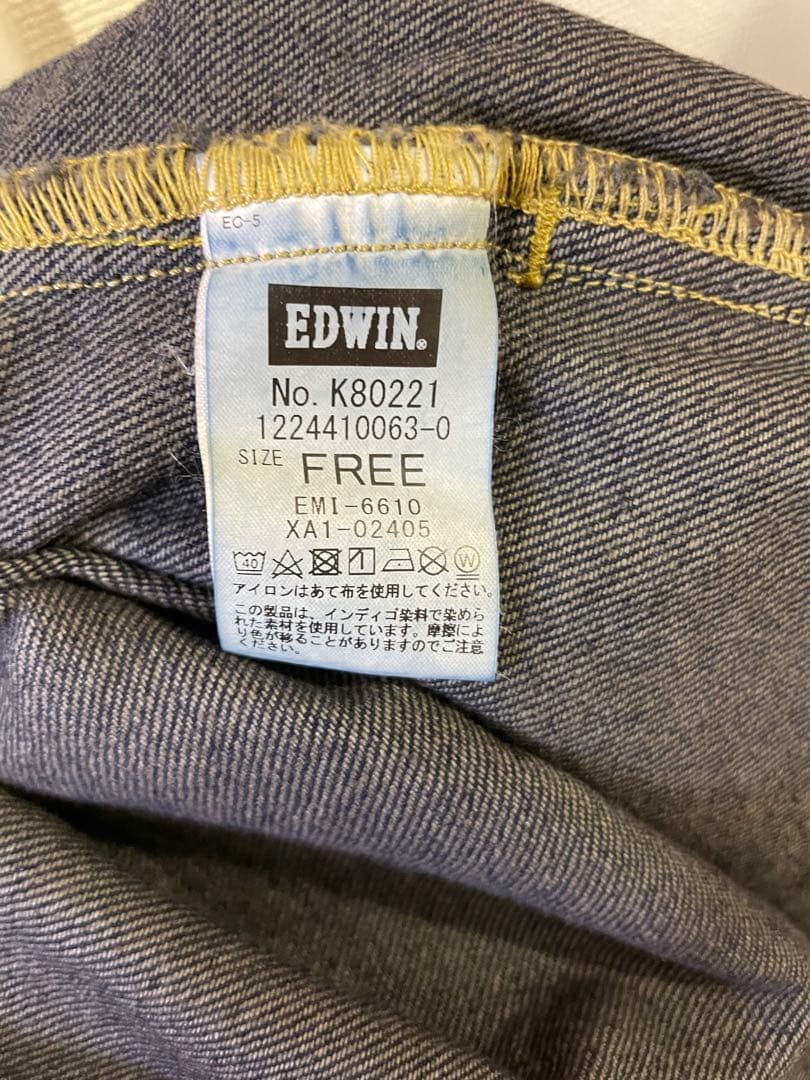 EC-5
EDWIN®
No. K80221
1224410063-0
SIZE FREE
EMI-6610
XA1-02405
40 W
アイロンはあて布を使用してください。
この製品は、インディゴ染料で染めら
れた素材を使用しています。摩擦によ
り色が移ることがありますのでご注意
ください。